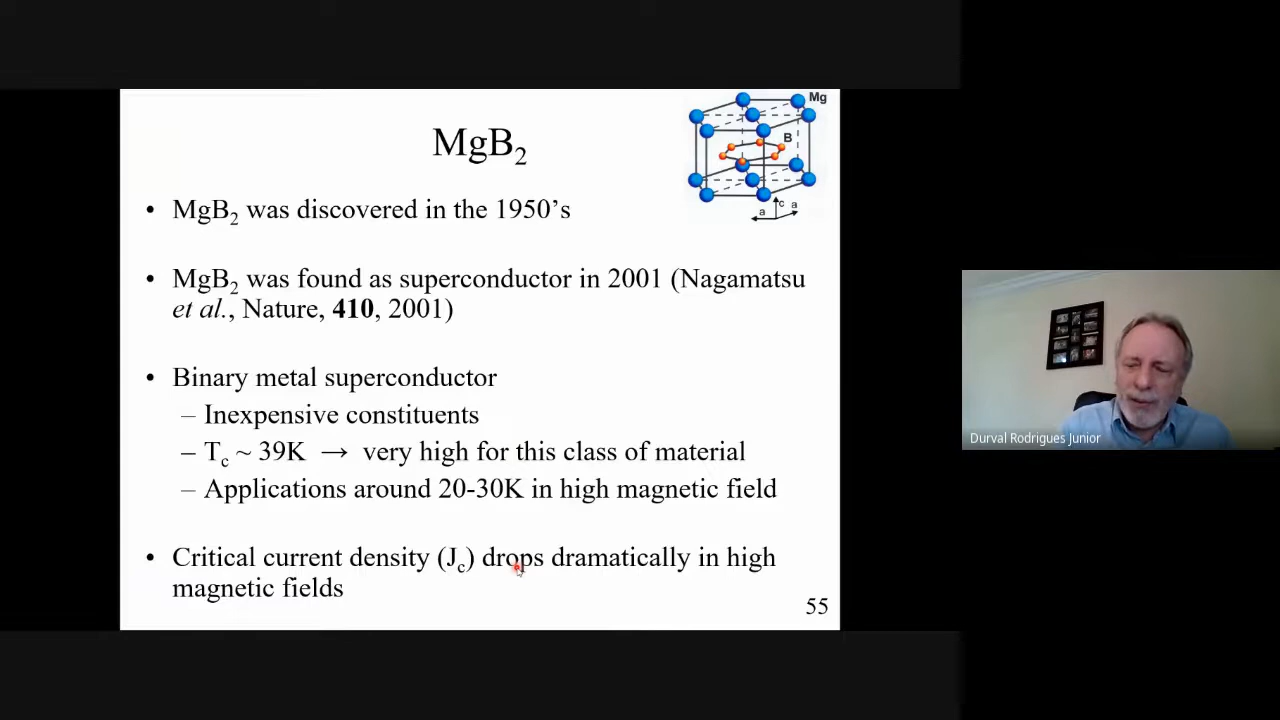 MgB₂
Mg
B
c
a
a
• MgB₂ was discovered in the 1950’s
• MgB₂ was found as superconductor in 2001 (Nagamatsu
et al., Nature, 410, 2001)
• Binary metal superconductor
– Inexpensive constituents
– T_c ~ 39K → very high for this class of material
– Applications around 20-30K in high magnetic field
• Critical current density (J_c) drops dramatically in high
magnetic fields
55
Durval Rodrigues Junior